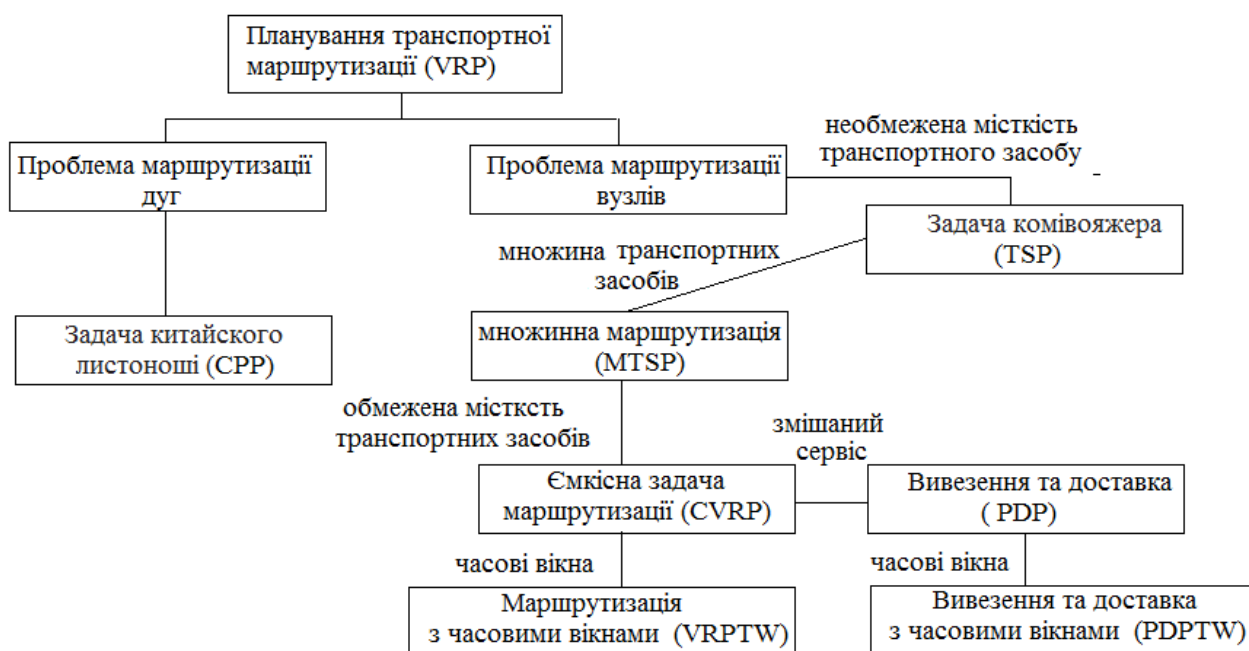 Планування транспортної
маршрутизації (VRP)
необмежена місткість
транспортного засобу
Проблема маршрутизації
дуг
Проблема маршрутизації
вузлів
Задача комівояжера
(TSP)
множина транспортних
засобів
Задача китайского
листоноші (CPP)
множинна маршрутизація
(MTSP)
обмежена містксть
транспортних засобів
змішаний
сервіс
Ємкісна задача
маршрутизації (CVRP)
Вивезення та доставка
( PDP)
часові вікна
часові вікна
Маршрутизація
з часовими вікнами (VRPTW)
Вивезення та доставка
з часовими вікнами (PDPTW)